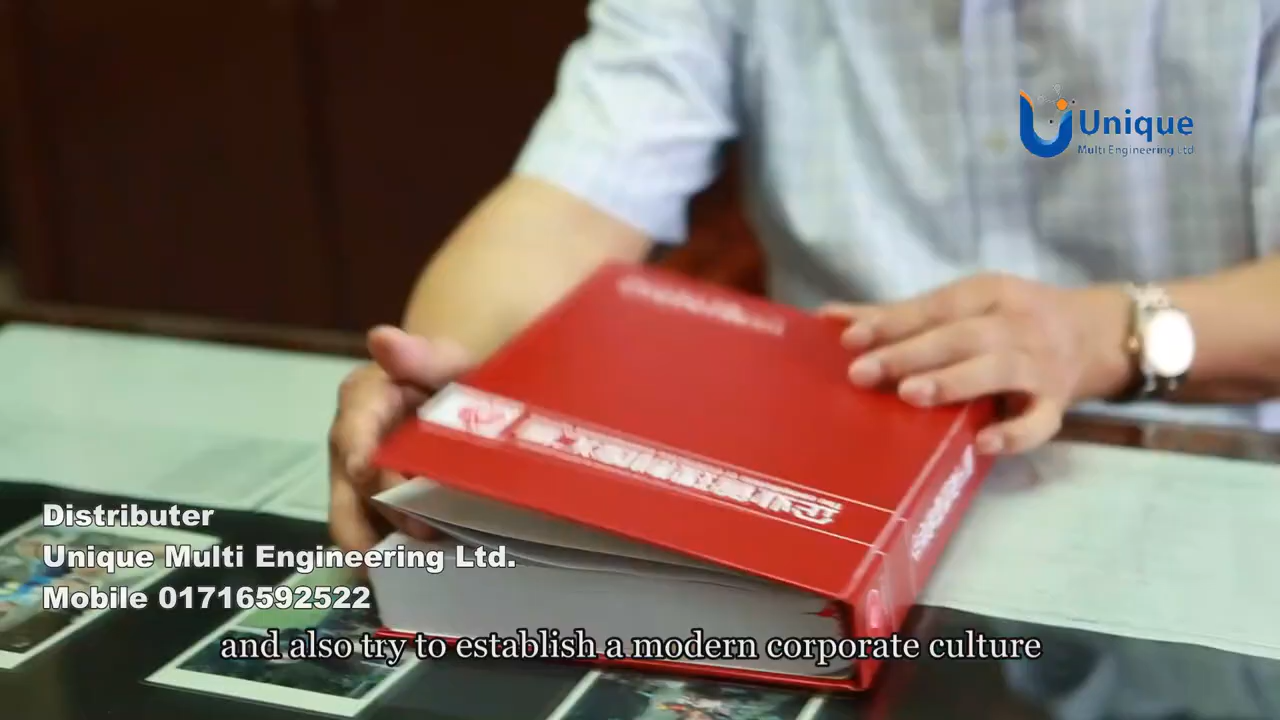 Unique
Multi Engineering Ltd
Distributer
Unique Multi Engineering Ltd.
Mobile 01716592522
and also try to establish a modern corporate culture